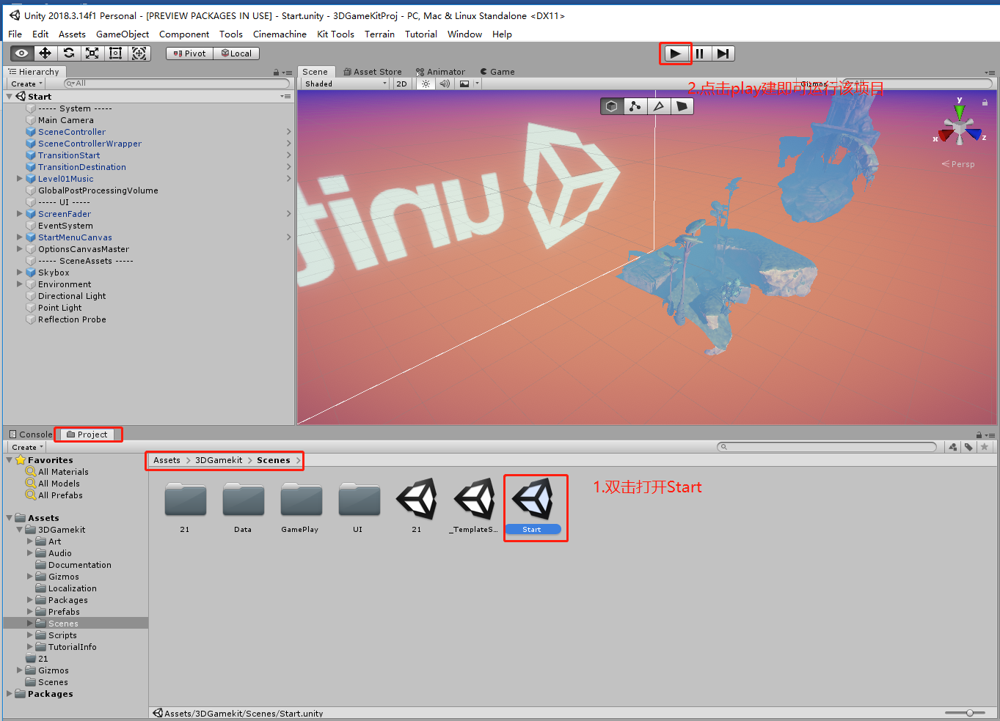 Unity 2018.3.14f1 Personal - [PREVIEW PACKAGES IN USE] - Start.unity - 3DGameKitProj - PC, Mac & Linux Standalone <DX11>
File Edit Assets GameObject Component Tools Cinemachine Kit Tools Terrain Tutorial Window Help
Pivot Local
Hierarchy
Create All
Start
----- System -----
Main Camera
SceneController
SceneControllerWrapper
TransitionStart
TransitionDestination
Level01Music
GlobalPostProcessingVolume
----- UI -----
ScreenFader
EventSystem
StartMenuCanvas
OptionsCanvasMaster
----- SceneAssets -----
Skybox
Environment
Directional Light
Point Light
Reflection Probe
Scene Asset Store Animator Game
Shaded 2D Gizmos All
2.点击play建即可运行该项目
y
x z
Persp
unity
Console Project
Create
Favorites
All Materials
All Models
All Prefabs
Assets
3DGamekit
Art
Audio
Documentation
Gizmos
Localization
Packages
Prefabs
Scenes
Scripts
TutorialInfo
21
Gizmos
Scenes
Packages
Assets 3DGamekit Scenes
1.双击打开Start
21 Data GamePlay UI 21 _TemplateS... Start
Assets/3DGamekit/Scenes/Start.unity